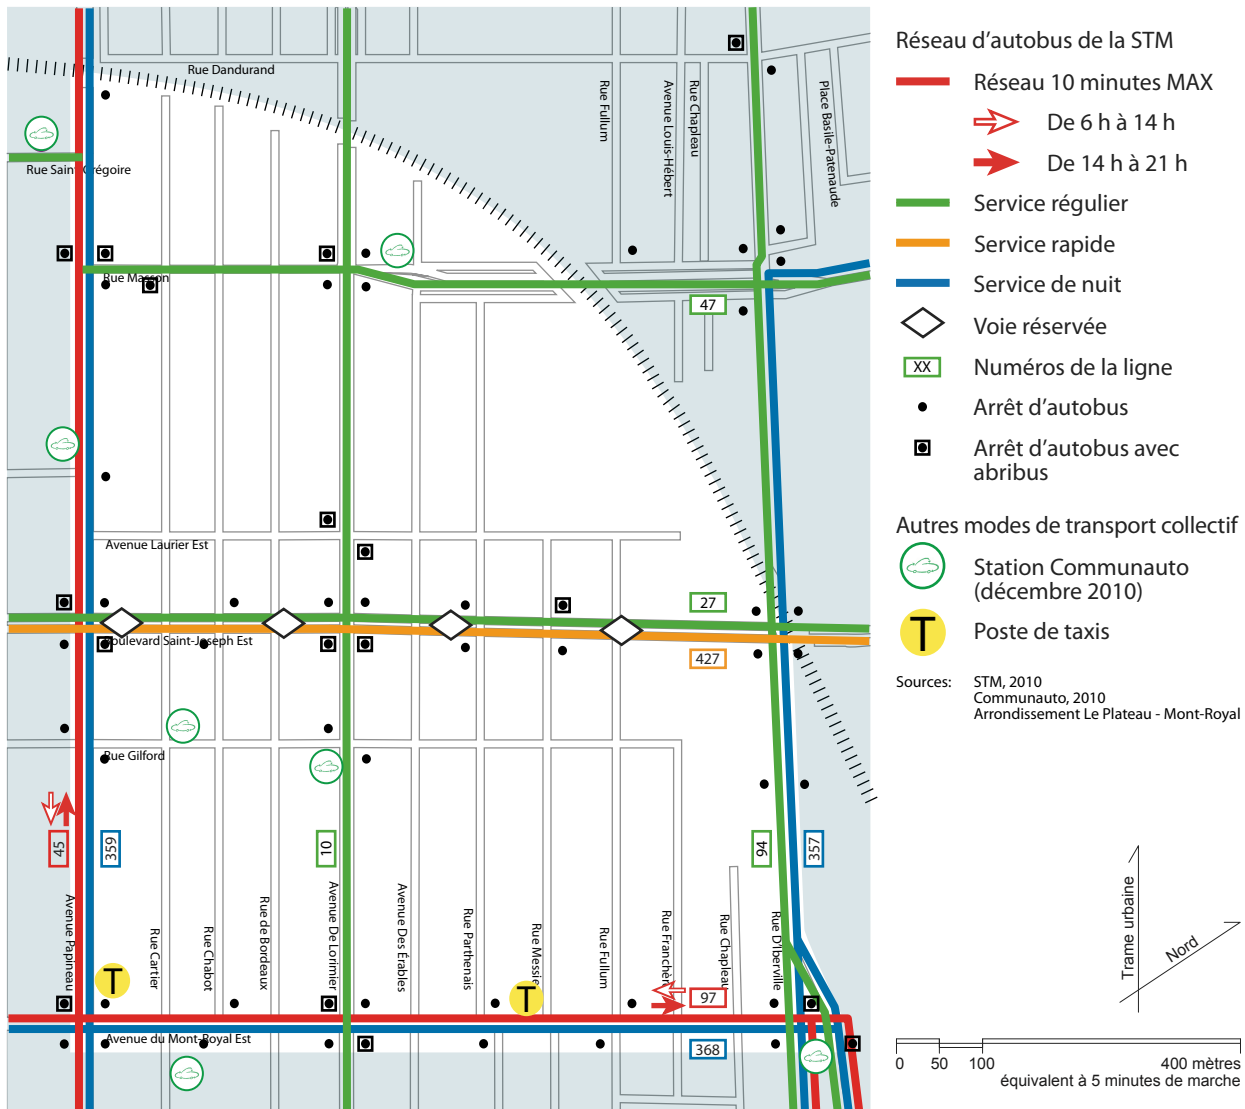 Rue Dandurand
Rue Fullum
Avenue Louis-Hébert
Rue Chapleau
Place Basile-Patenaude
Rue Saint-Grégoire
Rue Masson
47
Avenue Laurier Est
27
Boulevard Saint-Joseph Est
427
Rue Gilford
45
359
10
94
357
Avenue Papineau
Rue Cartier
Rue Chabot
Rue de Bordeaux
Avenue De Lorimier
Avenue Des Érables
Rue Parthenais
Rue Messier
Rue Fullum
Rue Franchère
Rue Chapleau
Rue D'Iberville
T
T
97
Avenue du Mont-Royal Est
368
Réseau d'autobus de la STM
Réseau 10 minutes MAX
De 6 h à 14 h
De 14 h à 21 h
Service régulier
Service rapide
Service de nuit
Voie réservée
XX Numéros de la ligne
Arrêt d'autobus
Arrêt d'autobus avec
abribus
Autres modes de transport collectif
Station Communauto
(décembre 2010)
T Poste de taxis
Sources: STM, 2010
Communauto, 2010
Arrondissement Le Plateau - Mont-Royal
Trame urbaine
Nord
0 50 100 400 mètres
équivalent à 5 minutes de marche